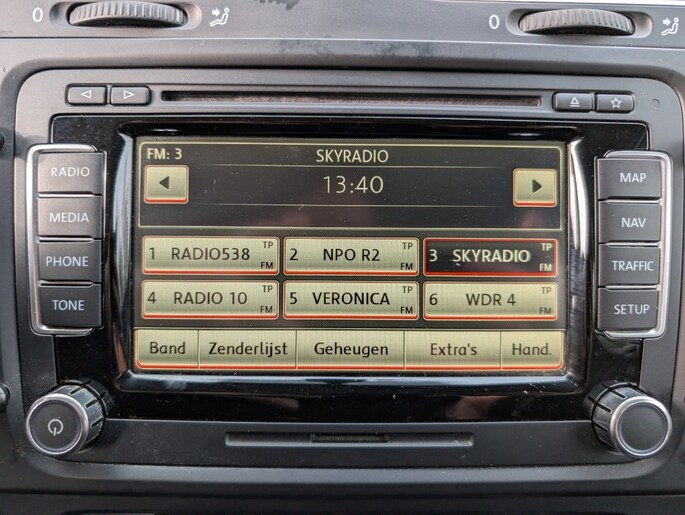 0
0
RADIO
MEDIA
PHONE
TONE
FM: 3 SKYRADIO
13:40
1 RADIO538 TP FM
2 NPO R2 TP FM
3 SKYRADIO TP FM
4 RADIO 10 TP FM
5 VERONICA TP FM
6 WDR 4 TP FM
Band Zenderlijst Geheugen Extra's Hand.
MAP
NAV
TRAFFIC
SETUP